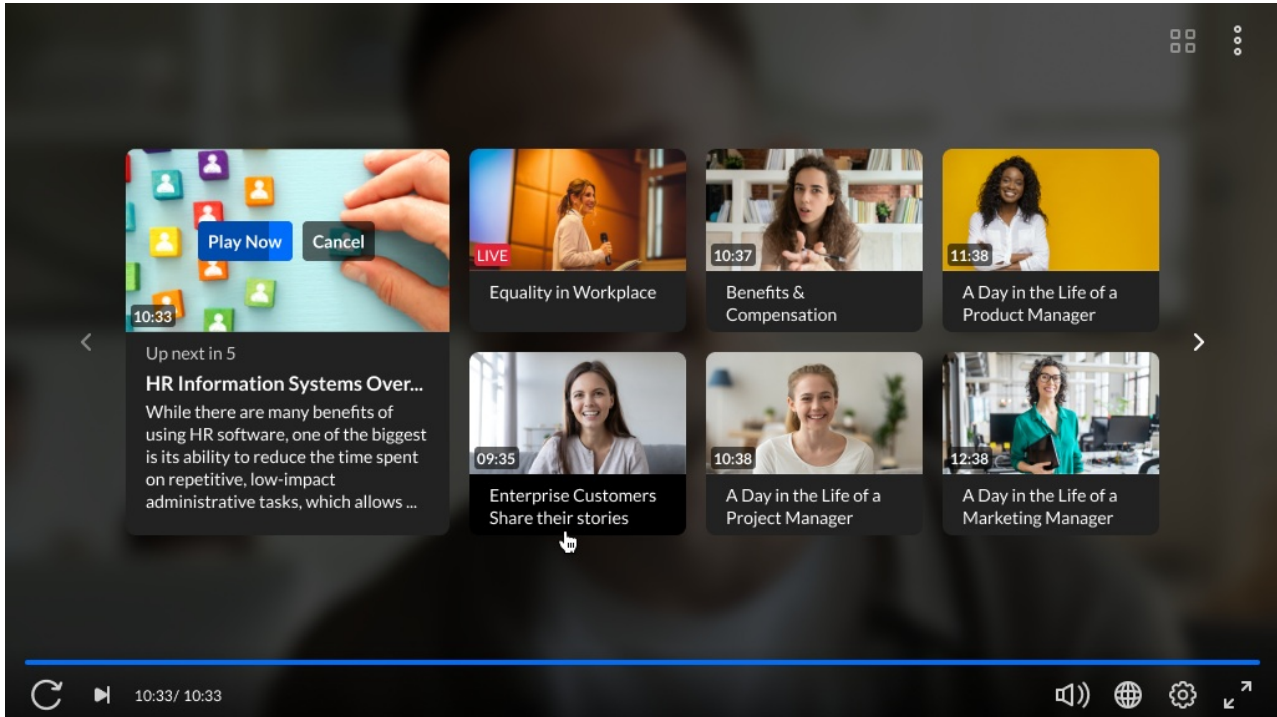 Play Now
Cancel
10:33
Up next in 5
HR Information Systems Over...
While there are many benefits of
using HR software, one of the biggest
is its ability to reduce the time spent
on repetitive, low-impact
administrative tasks, which allows ...
LIVE
Equality in Workplace
10:37
Benefits &
Compensation
11:38
A Day in the Life of a
Product Manager
09:35
Enterprise Customers
Share their stories
10:38
A Day in the Life of a
Project Manager
12:38
A Day in the Life of a
Marketing Manager
10:33/ 10:33